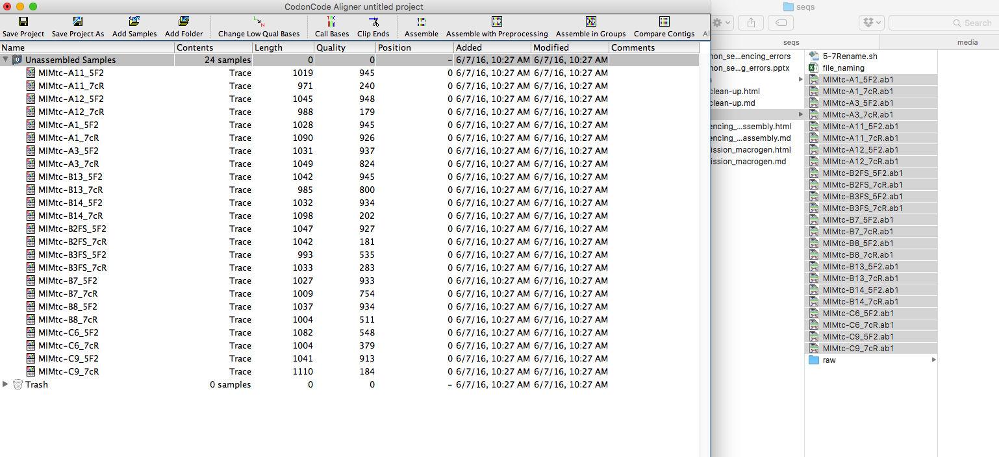 CodonCode Aligner untitled project
Save Project Save Project As Add Samples Add Folder Change Low Qual Bases Call Bases Clip Ends Assemble Assemble with Preprocessing Assemble in Groups Compare Contigs
Name Contents Length Quality Position Added Modified Comments
Unassembled Samples 24 samples 0 0 - 6/7/16, 10:27 AM 6/7/16, 10:27 AM
MIMtc-A11_5F2 Trace 1019 945 0 6/7/16, 10:27 AM 6/7/16, 10:27 AM
MIMtc-A11_7cR Trace 971 240 0 6/7/16, 10:27 AM 6/7/16, 10:27 AM
MIMtc-A12_5F2 Trace 1045 948 0 6/7/16, 10:27 AM 6/7/16, 10:27 AM
MIMtc-A12_7cR Trace 988 179 0 6/7/16, 10:27 AM 6/7/16, 10:27 AM
MIMtc-A1_5F2 Trace 1028 945 0 6/7/16, 10:27 AM 6/7/16, 10:27 AM
MIMtc-A1_7cR Trace 1090 926 0 6/7/16, 10:27 AM 6/7/16, 10:27 AM
MIMtc-A3_5F2 Trace 1031 937 0 6/7/16, 10:27 AM 6/7/16, 10:27 AM
MIMtc-A3_7cR Trace 1049 824 0 6/7/16, 10:27 AM 6/7/16, 10:27 AM
MIMtc-B13_5F2 Trace 1042 945 0 6/7/16, 10:27 AM 6/7/16, 10:27 AM
MIMtc-B13_7cR Trace 985 800 0 6/7/16, 10:27 AM 6/7/16, 10:27 AM
MIMtc-B14_5F2 Trace 1032 934 0 6/7/16, 10:27 AM 6/7/16, 10:27 AM
MIMtc-B14_7cR Trace 1098 202 0 6/7/16, 10:27 AM 6/7/16, 10:27 AM
MIMtc-B2FS_5F2 Trace 1047 927 0 6/7/16, 10:27 AM 6/7/16, 10:27 AM
MIMtc-B2FS_7cR Trace 1042 181 0 6/7/16, 10:27 AM 6/7/16, 10:27 AM
MIMtc-B3FS_5F2 Trace 993 535 0 6/7/16, 10:27 AM 6/7/16, 10:27 AM
MIMtc-B3FS_7cR Trace 1033 283 0 6/7/16, 10:27 AM 6/7/16, 10:27 AM
MIMtc-B7_5F2 Trace 1027 933 0 6/7/16, 10:27 AM 6/7/16, 10:27 AM
MIMtc-B7_7cR Trace 1009 754 0 6/7/16, 10:27 AM 6/7/16, 10:27 AM
MIMtc-B8_5F2 Trace 1037 934 0 6/7/16, 10:27 AM 6/7/16, 10:27 AM
MIMtc-B8_7cR Trace 1004 511 0 6/7/16, 10:27 AM 6/7/16, 10:27 AM
MIMtc-C6_5F2 Trace 1082 548 0 6/7/16, 10:27 AM 6/7/16, 10:27 AM
MIMtc-C6_7cR Trace 1004 379 0 6/7/16, 10:27 AM 6/7/16, 10:27 AM
MIMtc-C9_5F2 Trace 1041 913 0 6/7/16, 10:27 AM 6/7/16, 10:27 AM
MIMtc-C9_7cR Trace 1110 184 0 6/7/16, 10:27 AM 6/7/16, 10:27 AM
Trash 0 samples 0 0 - 6/7/16, 10:27 AM 6/7/16, 10:27 AM
seqs
Search
seqs media
non_se...encing_errors
non_se...g_errors.pptx
clean-up.html
clean-up.md
encing_...ssembly.html
encing_...assembly.md
ission_macrogen.html
ission_macrogen.md
5-7Rename.sh
file_naming
MIMtc-A1_5F2.ab1
MIMtc-A1_7cR.ab1
MIMtc-A3_5F2.ab1
MIMtc-A3_7cR.ab1
MIMtc-A11_5F2.ab1
MIMtc-A11_7cR.ab1
MIMtc-A12_5F2.ab1
MIMtc-A12_7cR.ab1
MIMtc-B2FS_5F2.ab1
MIMtc-B2FS_7cR.ab1
MIMtc-B3FS_5F2.ab1
MIMtc-B3FS_7cR.ab1
MIMtc-B7_5F2.ab1
MIMtc-B7_7cR.ab1
MIMtc-B8_5F2.ab1
MIMtc-B8_7cR.ab1
MIMtc-B13_5F2.ab1
MIMtc-B13_7cR.ab1
MIMtc-B14_5F2.ab1
MIMtc-B14_7cR.ab1
MIMtc-C6_5F2.ab1
MIMtc-C6_7cR.ab1
MIMtc-C9_5F2.ab1
MIMtc-C9_7cR.ab1
raw